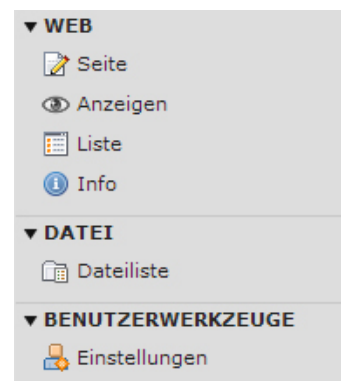 WEB
Seite
Anzeigen
Liste
Info
DATEI
Dateiliste
BENUTZERWERKZEUGE
Einstellungen